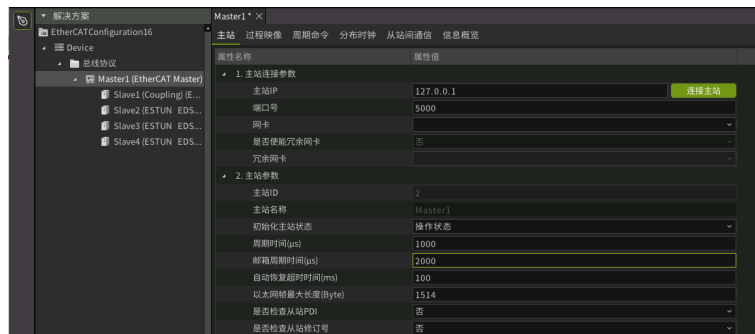 解决方案
EtherCATConfiguration16
Device
总线协议
Master1 (EtherCAT Master)
Slave1 (Coupling) (E...
Slave2 (ESTUN EDS...
Slave3 (ESTUN EDS...
Slave4 (ESTUN EDS...
Master1*
主站 过程映像 周期命令 分布时钟 从站间通信 信息概览
属性名称 属性值
1. 主站连接参数
主站IP 127.0.0.1 连接主站
端口号 5000
网卡
是否使能冗余网卡 否
冗余网卡
2. 主站参数
主站ID 2
主站名称 Master1
初始化主站状态 操作状态
周期时间(μs) 1000
邮箱周期时间(μs) 2000
自动恢复超时时间(ms) 100
以太网帧最大长度(Byte) 1514
是否检查从站PDI 否
是否检查从站修订号 否